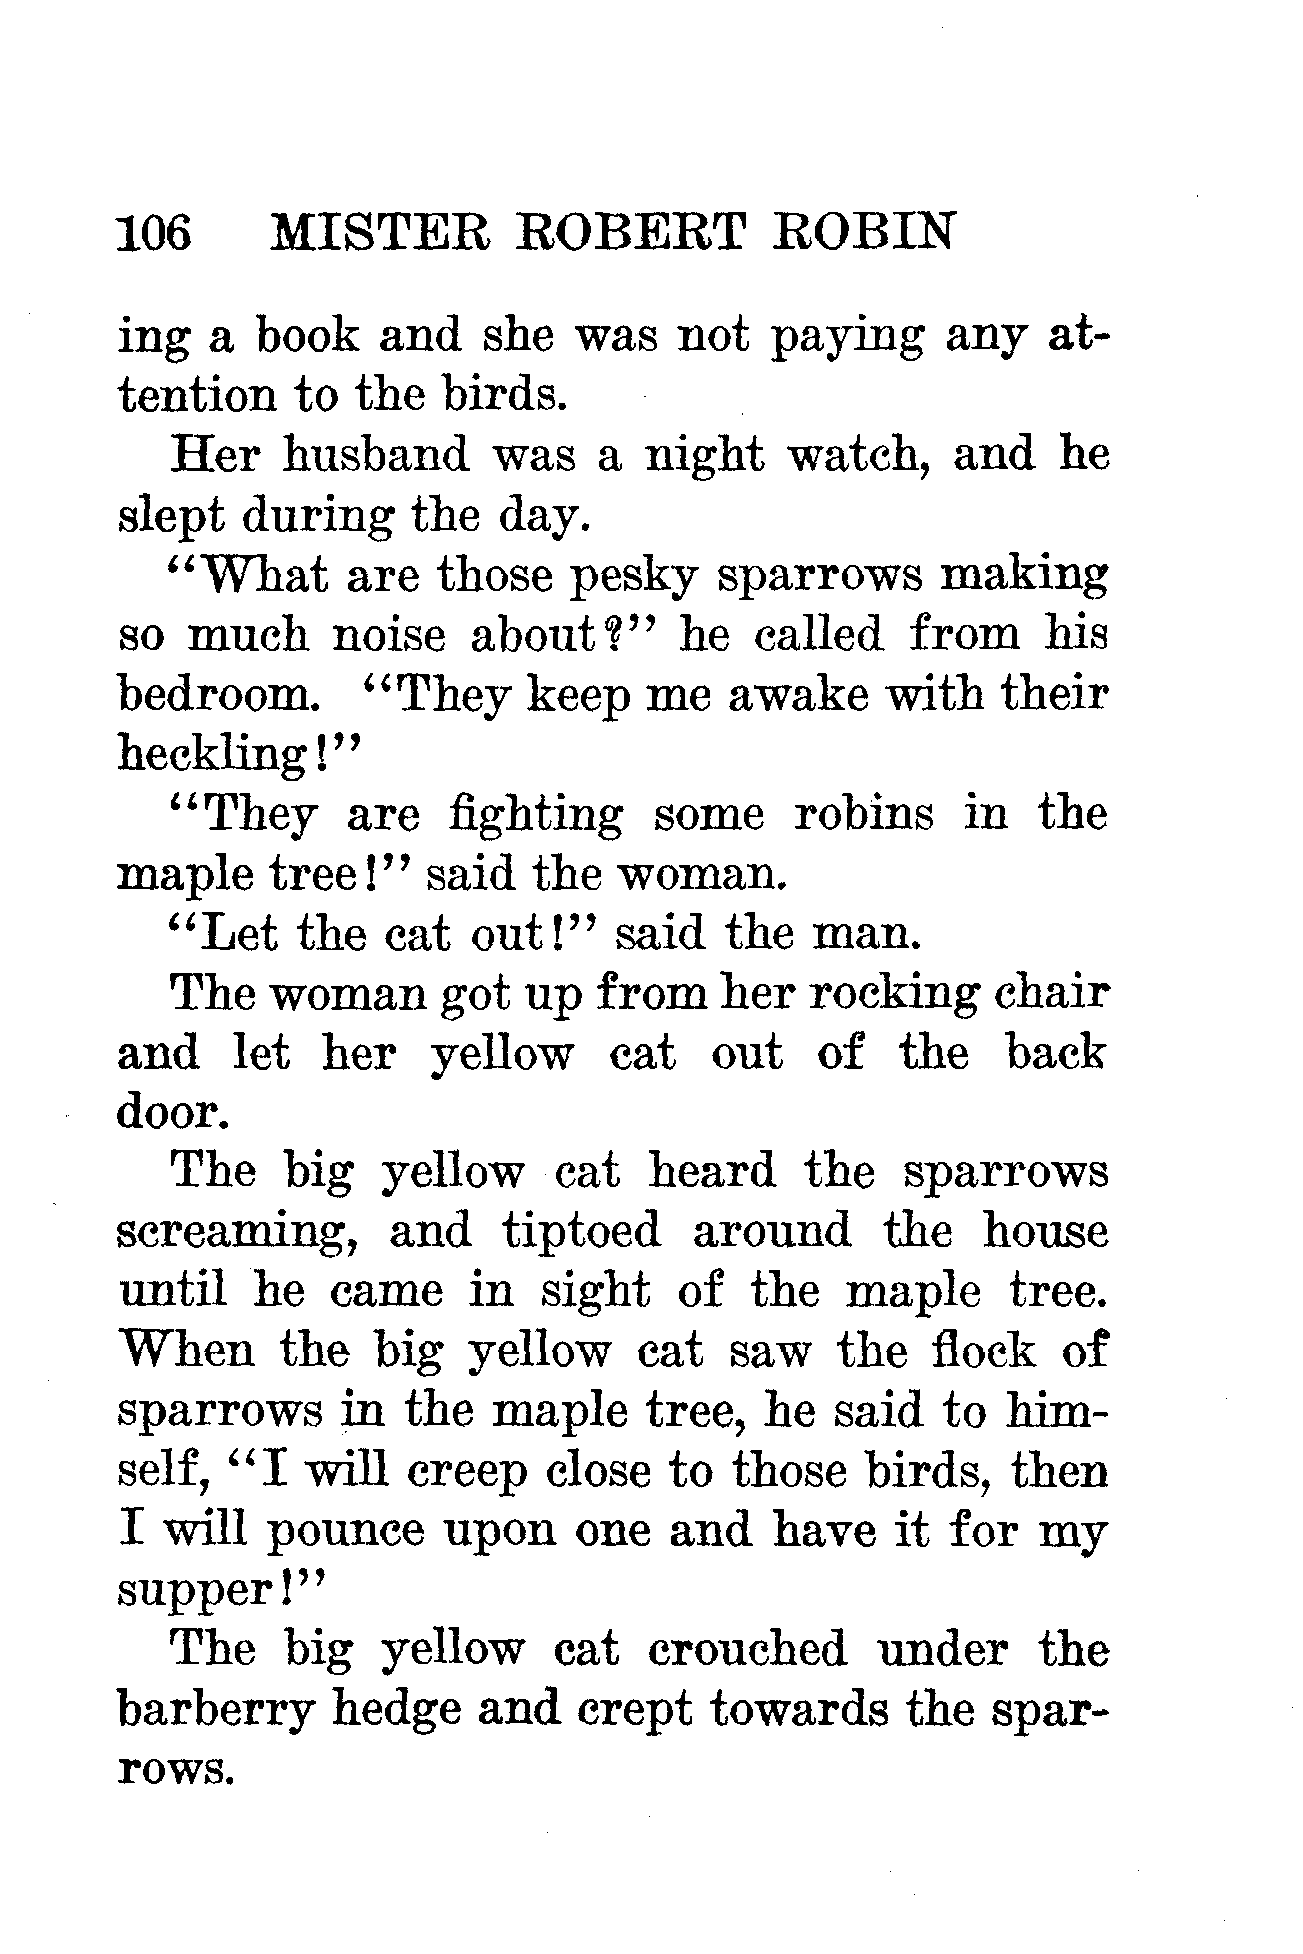 106 MISTER ROBERT ROBIN
ing a book and she was not paying any at-
tention to the birds.
Her husband was a night watch, and he
slept during the day.
“What are those pesky sparrows making
so much noise about?” he called from his
bedroom. “They keep me awake with their
heckling!”
“They are fighting some robins in the
maple tree!” said the woman.
“Let the cat out!” said the man.
The woman got up from her rocking chair
and let her yellow cat out of the back
door.
The big yellow cat heard the sparrows
screaming, and tiptoed around the house
until he came in sight of the maple tree.
When the big yellow cat saw the flock of
sparrows in the maple tree, he said to him-
self, “I will creep close to those birds, then
I will pounce upon one and have it for my
supper!”
The big yellow cat crouched under the
barberry hedge and crept towards the spar-
rows.